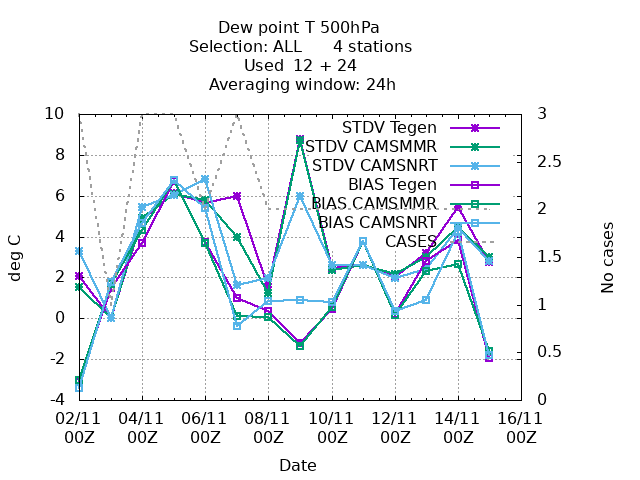 Dew point T 500hPa
Selection: ALL 4 stations
Used 12 + 24
Averaging window: 24h
10 3
STDV Tegen
STDV CAMSMMR
8 2.5
STDV CAMSNRT
BIAS Tegen
6 2
BIAS CAMSMMR
BIAS CAMSNRT
4 CASES 1.5
deg C No cases
2 1
0
-2 0.5
-4 0
02/11 04/11 06/11 08/11 10/11 12/11 14/11 16/11
00Z 00Z 00Z 00Z 00Z 00Z 00Z 00Z
Date